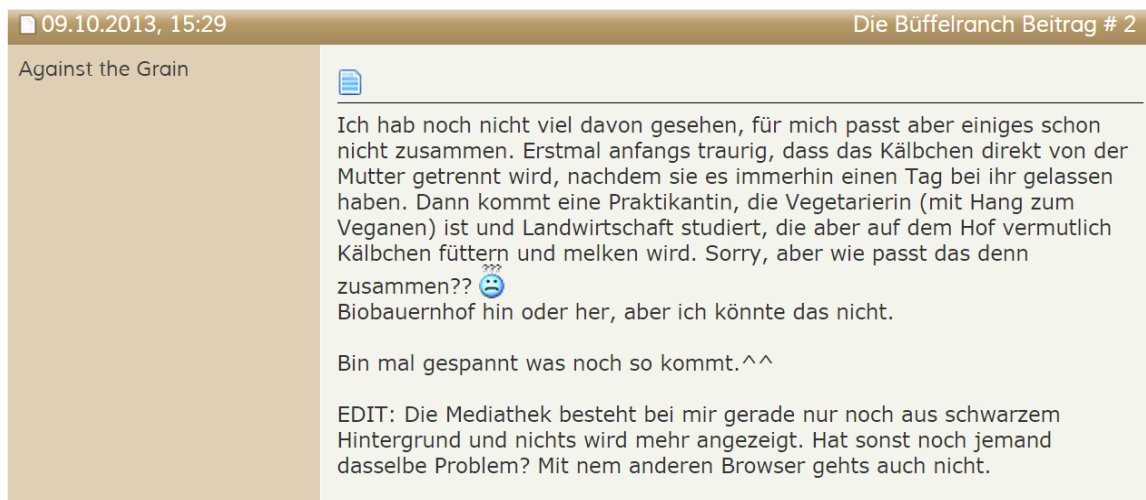 09.10.2013, 15:29 Die Büffelranch Beitrag # 2
Against the Grain
Ich hab noch nicht viel davon gesehen, für mich passt aber einiges schon
nicht zusammen. Erstmal anfangs traurig, dass das Kälbchen direkt von der
Mutter getrennt wird, nachdem sie es immerhin einen Tag bei ihr gelassen
haben. Dann kommt eine Praktikantin, die Vegetarierin (mit Hang zum
Veganen) ist und Landwirtschaft studiert, die aber auf dem Hof vermutlich
Kälbchen füttern und melken wird. Sorry, aber wie passt das denn
???
zusammen??
Biobauernhof hin oder her, aber ich könnte das nicht.
Bin mal gespannt was noch so kommt.^^
EDIT: Die Mediathek besteht bei mir gerade nur noch aus schwarzem
Hintergrund und nichts wird mehr angezeigt. Hat sonst noch jemand
dasselbe Problem? Mit nem anderen Browser gehts auch nicht.